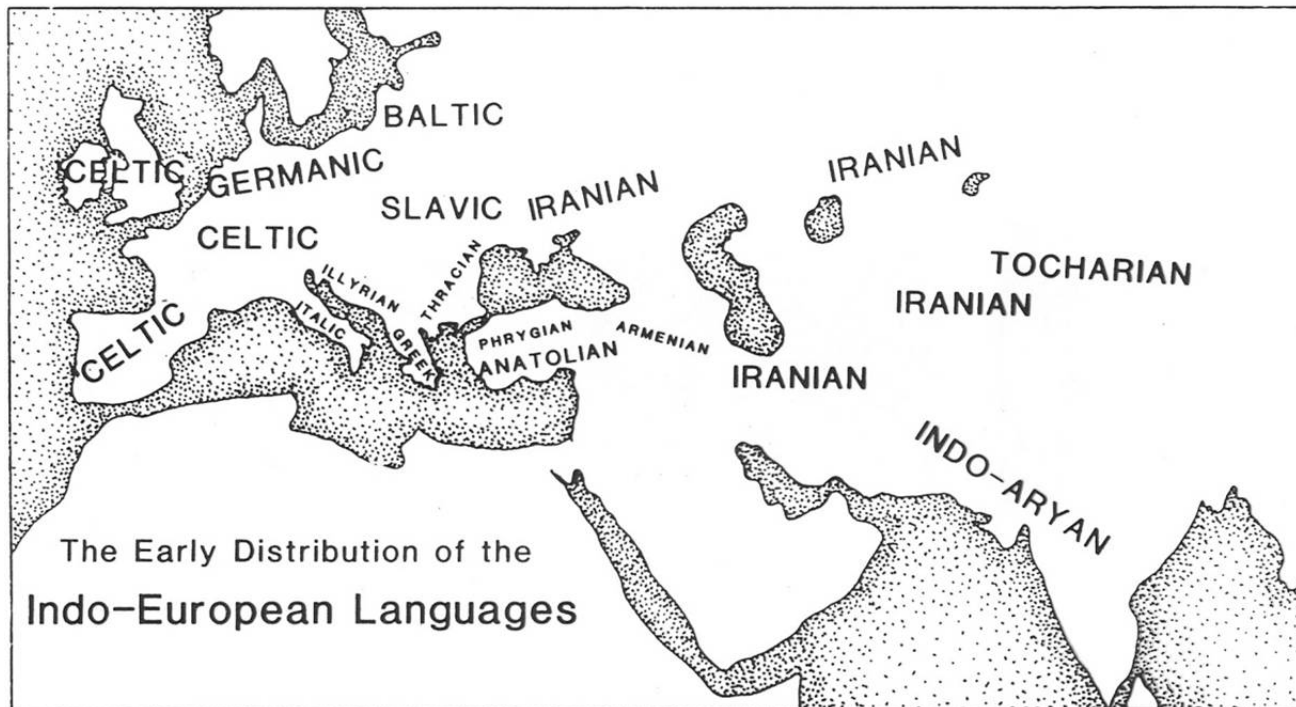 BALTIC
CELTIC
GERMANIC
IRANIAN
SLAVIC
IRANIAN
CELTIC
TOCHARIAN
ILLYRIAN
THRACIAN
IRANIAN
ITALIC
CELTIC
GREEK
PHRYGIAN
ARMENIAN
ANATOLIAN
IRANIAN
INDO-ARYAN
The Early Distribution of the
Indo-European Languages